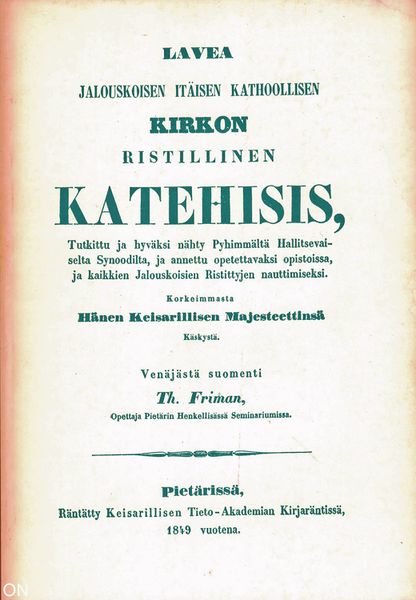 LAVEA
JALOUSKOISEN ITÄISEN KATHOOLLISEN
KIRKON
RISTILLINEN
KATEHISIS,
Tutkittu ja hyväksi nähty Pyhimmältä Hallitsevai-
selta Synoodilta, ja annettu opetettavaksi opistoissa,
ja kaikkien Jalouskoisien Ristittyjen nauttimiseksi.
Korkeimmasta
Hänen Keisarillisen Majesteettinsä
Käskystä.
Venäjästä suomenti
Th. Friman,
Opettaja Pietärin Henkellisässä Seminariumissa.
Pietärissä,
Räntätty Keisarillisen Tieto-Akademian Kirjaräntissä,
1849 vuotena.
ON